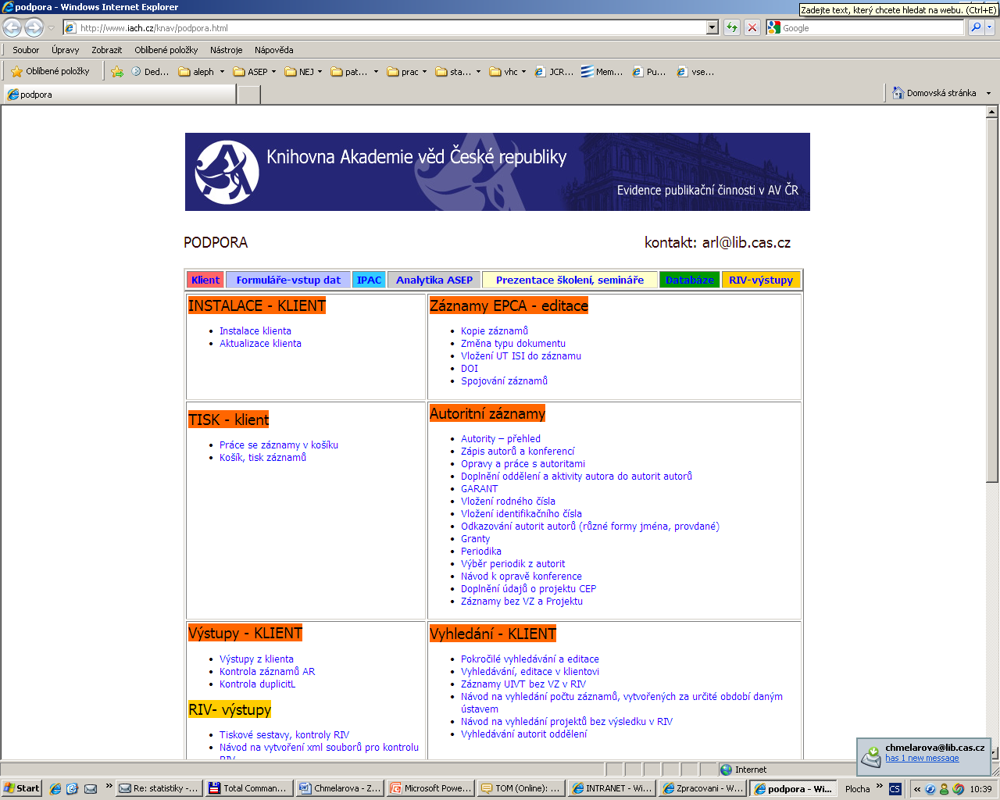 podpora - Windows Internet Explorer
Zadejte text, který chcete hledat na webu. (Ctrl+E)
http://www.iach.cz/knav/podpora.html
Google
Soubor Úpravy Zobrazit Oblíbené položky Nástroje Nápověda
Oblíbené položky Ded... aleph ASEP NEJ pat... prac sta... vhc JCR... Mem... Pu... vse...
podpora
Domovská stránka
Knihovna Akademie věd České republiky
Evidence publikační činnosti v AV ČR
PODPORA kontakt: arl@lib.cas.cz
Klient Formuláře-vstup dat IPAC Analytika ASEP Prezentace školení, semináře Databáze RIV-výstupy
INSTALACE - KLIENT
Instalace klienta
Aktualizace klienta
Záznamy EPCA - editace
Kopie záznamů
Změna typu dokumentu
Vložení UT ISI do záznamu
DOI
Spojování záznamů
TISK - klient
Práce se záznamy v košíku
Košík, tisk záznamů
Autoritní záznamy
Autority – přehled
Zápis autorů a konferencí
Opravy a práce s autoritami
Doplnění oddělení a aktivity autora do autorit autorů
GARANT
Vložení rodného čísla
Vložení identifikačního čísla
Odkazování autorit autorů (různé formy jména, provdané)
Granty
Periodika
Výběr periodik z autorit
Návod k opravě konference
Doplnění údajů o projektu CEP
Záznamy bez VZ a Projektu
Výstupy - KLIENT
Výstupy z klienta
Kontrola záznamů AR
Kontrola duplicitL
RIV- výstupy
Tiskové sestavy, kontroly RIV
Návod na vytvoření xml souborů pro kontrolu
RIV
Vyhledání - KLIENT
Pokročilé vyhledávání a editace
Vyhledávání, editace v klientovi
Záznamy UIVT bez VZ v RIV
Návod na vyhledání počtu záznamů, vytvořených za určité období daným
ústavem
Návod na vyhledání projektů bez výsledku v RIV
Vyhledávání autorit oddělení
chmelarova@lib.cas.cz
has 1 new message
Internet
Start Re: statistiky -... Total Comman... Chmelarova - Z... Microsoft Powe... TOM (Online): ... INTRANET - Wi... Zpracovani - W... podpora - Wi... Plocha CS 10:39